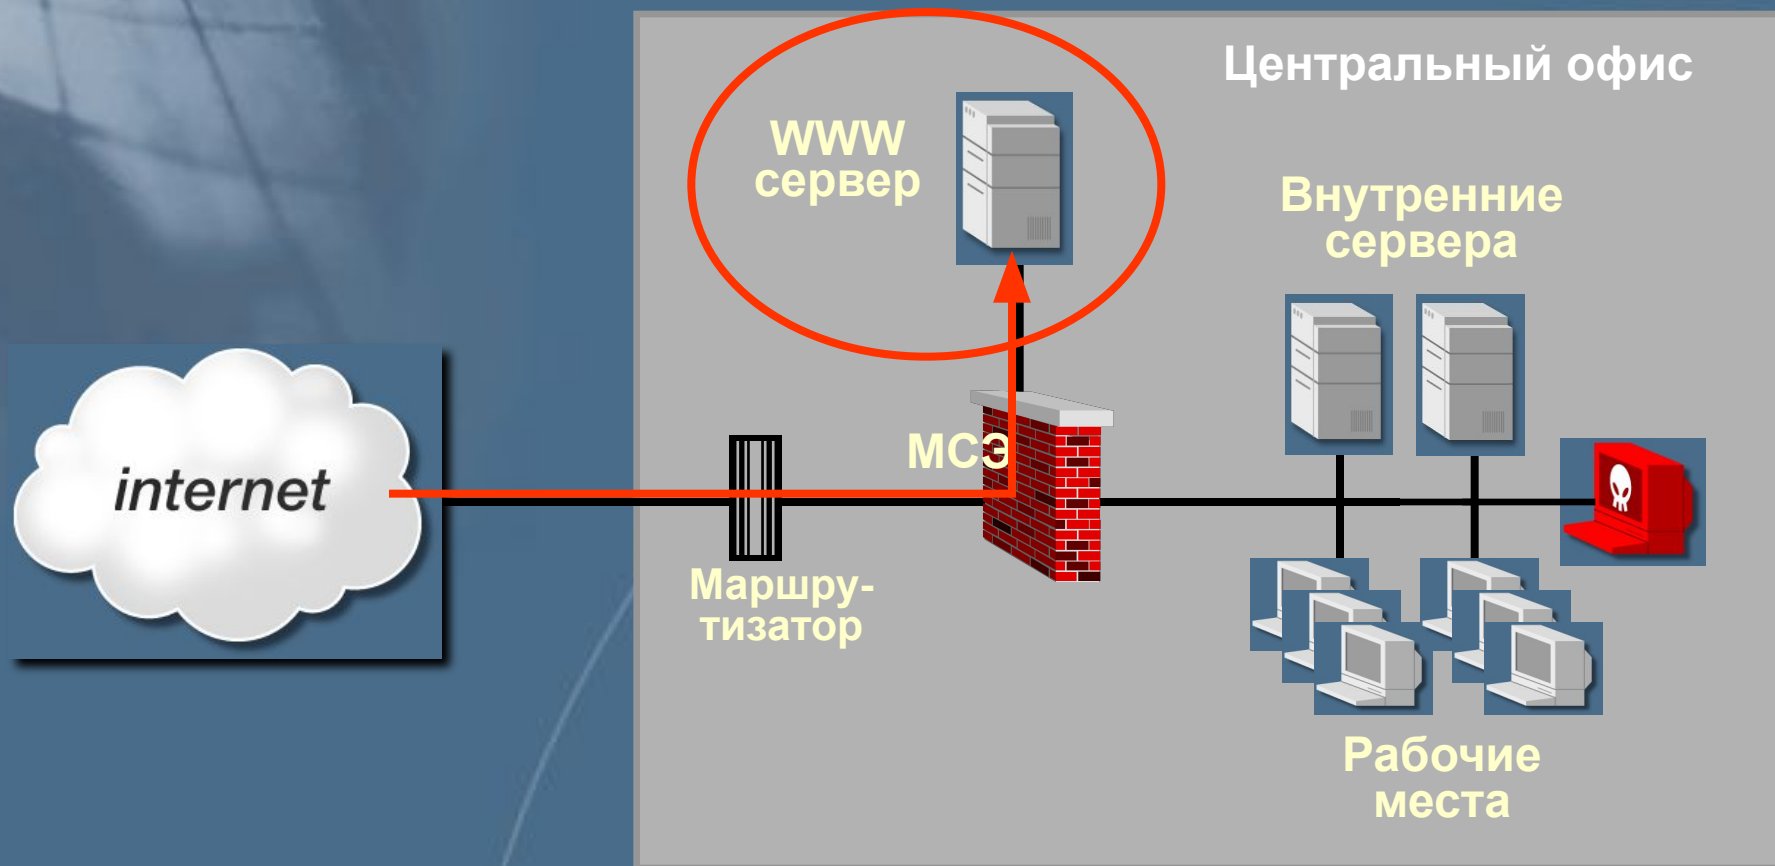 Центральный офис
WWW
сервер
Внутренние
сервера
МСЭ
internet
Маршру-
тизатор
Рабочие
места